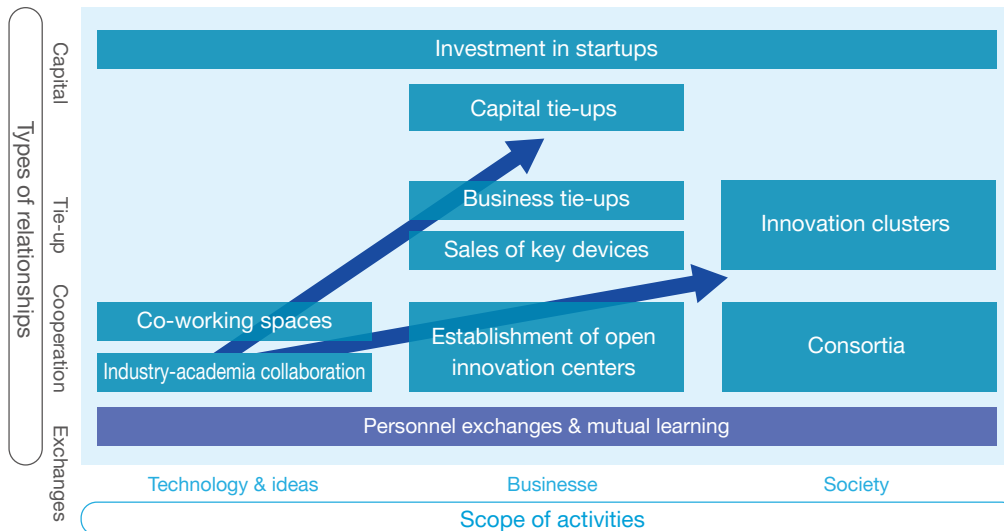 Types of relationships
Capital
Tie-up
Cooperation
Exchanges
Investment in startups
Capital tie-ups
Business tie-ups
Sales of key devices
Innovation clusters
Co-working spaces
Industry-academia collaboration
Establishment of open
innovation centers
Consortia
Personnel exchanges & mutual learning
Technology & ideas
Businesse
Society
Scope of activities